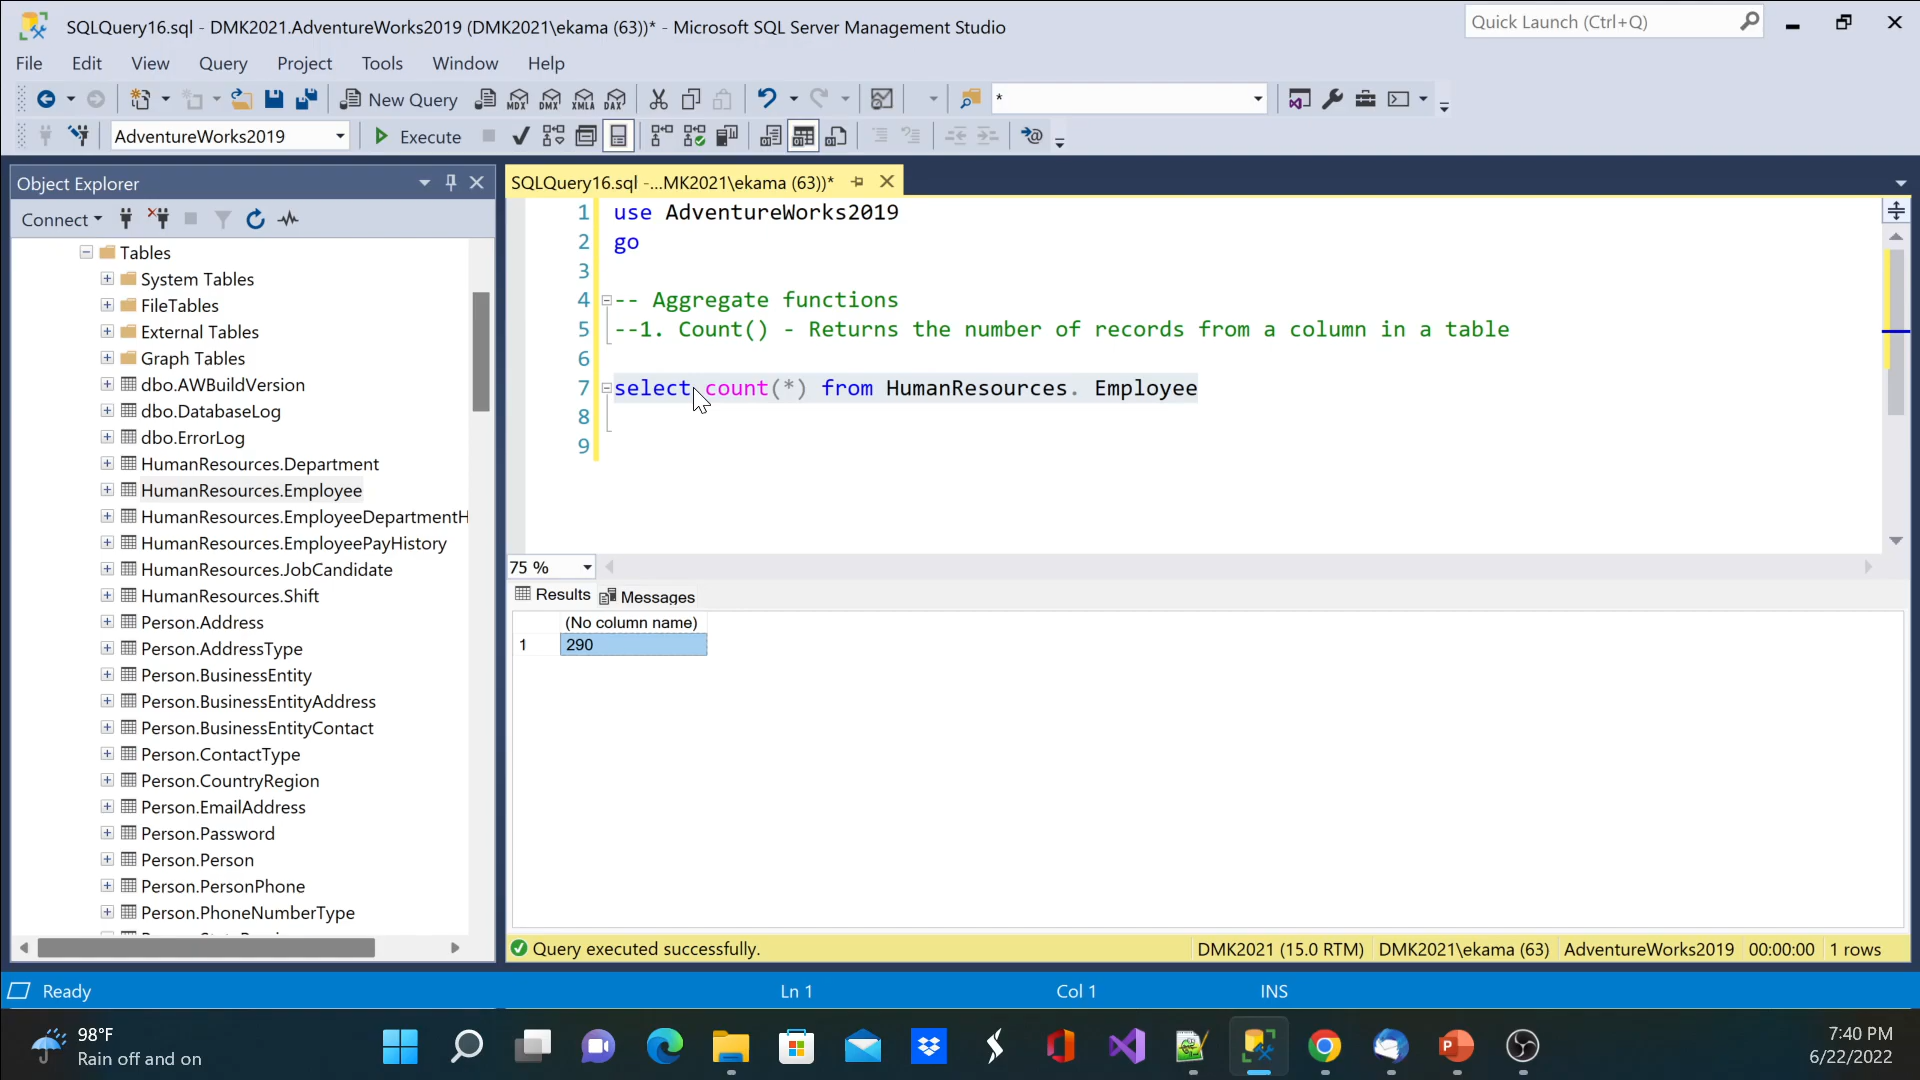 SQLQuery16.sql - DMK2021.AdventureWorks2019 (DMK2021\ekama (63))* - Microsoft SQL Server Management Studio
Quick Launch (Ctrl+Q)
File Edit View Query Project Tools Window Help
New Query MDX DMX XMLA DAX *
AdventureWorks2019 Execute
Object Explorer
Connect
Tables
System Tables
FileTables
External Tables
Graph Tables
dbo.AWBuildVersion
dbo.DatabaseLog
dbo.ErrorLog
HumanResources.Department
HumanResources.Employee
HumanResources.EmployeeDepartmentH
HumanResources.EmployeePayHistory
HumanResources.JobCandidate
HumanResources.Shift
Person.Address
Person.AddressType
Person.BusinessEntity
Person.BusinessEntityAddress
Person.BusinessEntityContact
Person.ContactType
Person.CountryRegion
Person.EmailAddress
Person.Password
Person.Person
Person.PersonPhone
Person.PhoneNumberType
SQLQuery16.sql -...MK2021\ekama (63))*
1 use AdventureWorks2019
2 go
3
4 -- Aggregate functions
5 --1. Count() - Returns the number of records from a column in a table
6
7 select count(*) from HumanResources. Employee
8
9
75 %
Results Messages
(No column name)
1 290
Query executed successfully. DMK2021 (15.0 RTM) DMK2021\ekama (63) AdventureWorks2019 00:00:00 1 rows
Ready Ln 1 Col 1 INS
98°F
Rain off and on
7:40 PM
6/22/2022